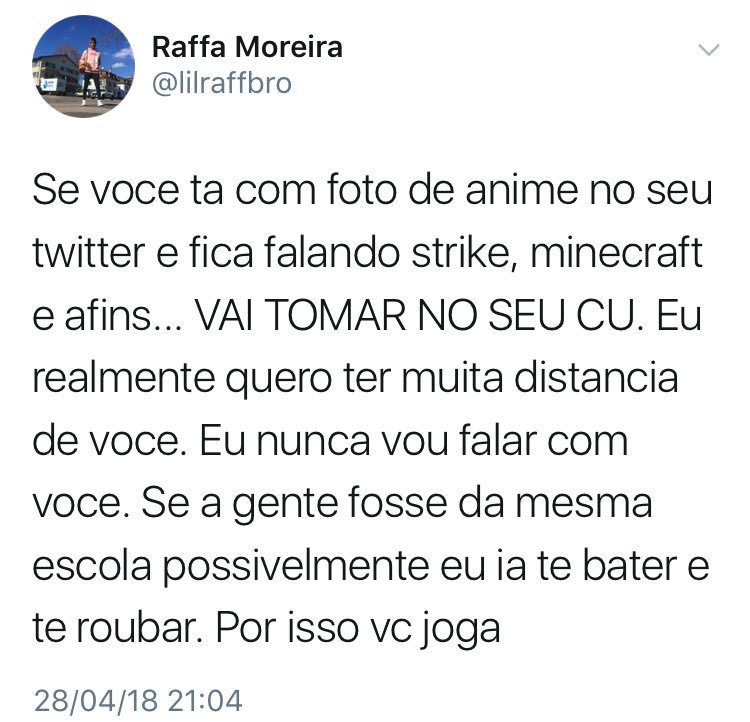 Raffa Moreira
@lilraffbro
Se voce ta com foto de anime no seu
twitter e fica falando strike, minecraft
e afins... VAI TOMAR NO SEU CU. Eu
realmente quero ter muita distancia
de voce. Eu nunca vou falar com
voce. Se a gente fosse da mesma
escola possivelmente eu ia te bater e
te roubar. Por isso vc joga
28/04/18 21:04